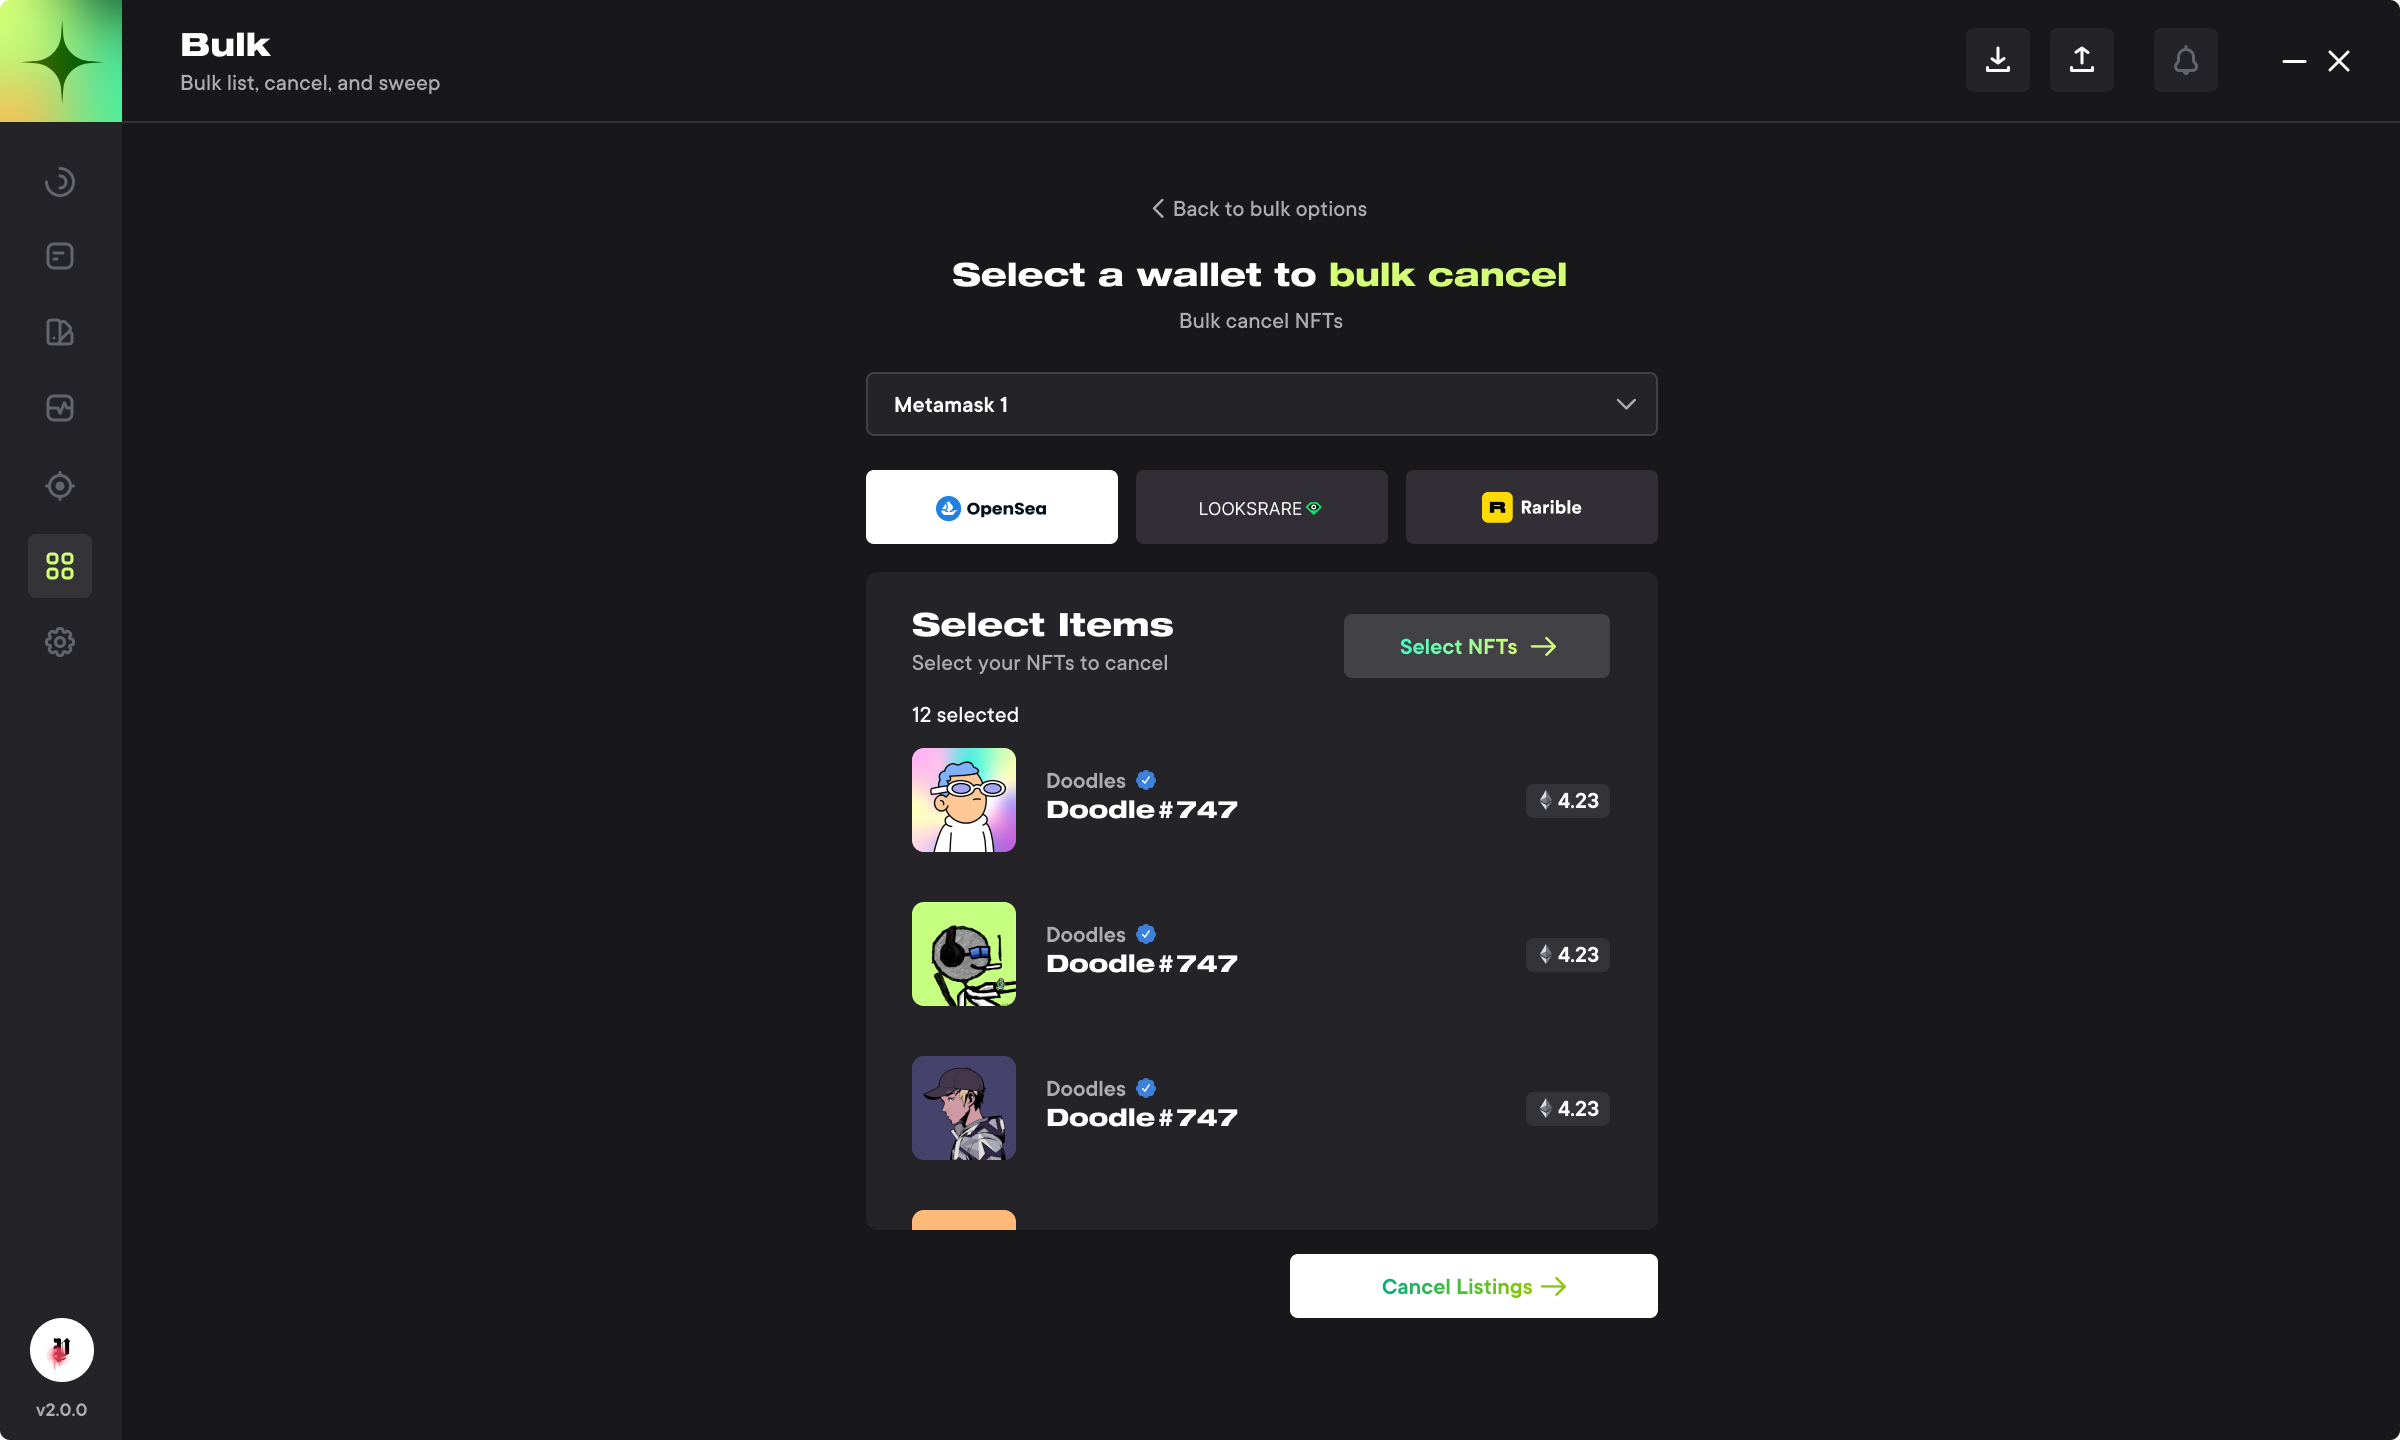 Bulk
Bulk list, cancel, and sweep
Back to bulk options
Select a wallet to bulk cancel
Bulk cancel NFTs
Metamask 1
OpenSea
LOOKSRARE
R Rarible
Select Items
Select your NFTs to cancel
Select NFTs
12 selected
Doodles
Doodle #747
4.23
Doodles
Doodle #747
4.23
Doodles
Doodle #747
4.23
Cancel Listings
v2.0.0